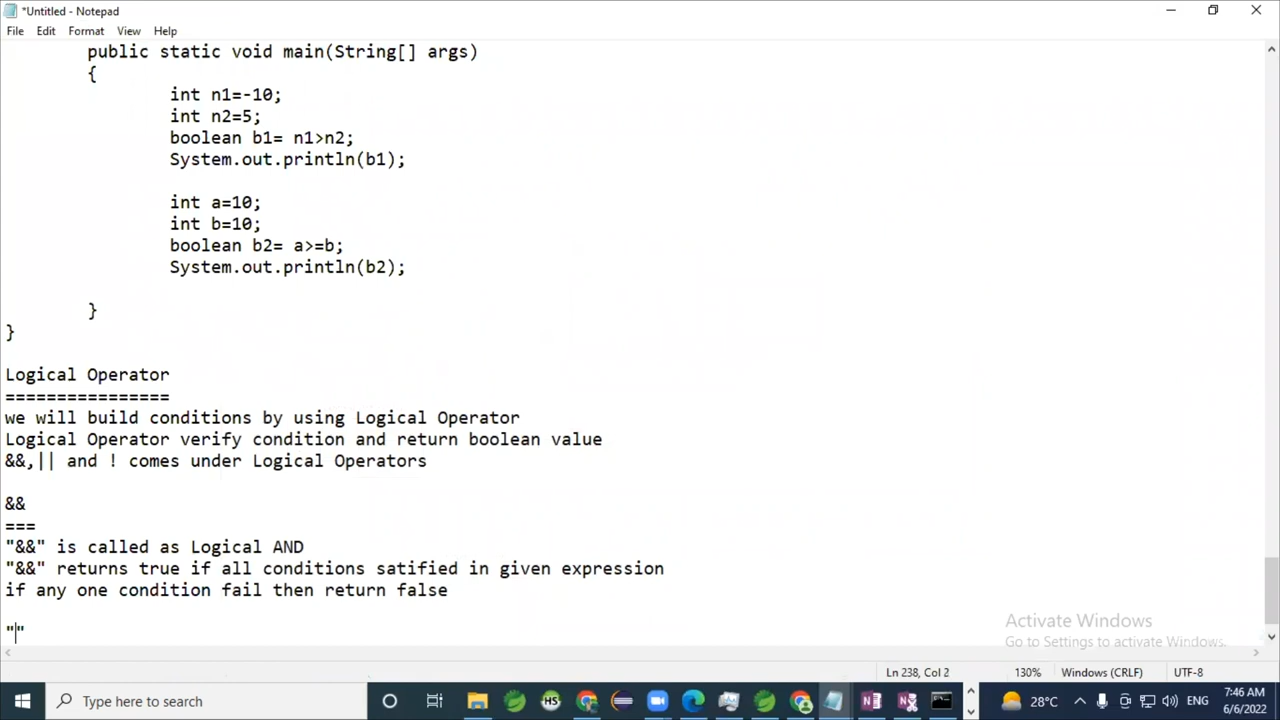 *Untitled - Notepad
File Edit Format View Help
public static void main(String[] args)
{
int n1=-10;
int n2=5;
boolean b1= n1>n2;
System.out.println(b1);
int a=10;
int b=10;
boolean b2= a>=b;
System.out.println(b2);
}
}
Logical Operator
================
we will build conditions by using Logical Operator
Logical Operator verify condition and return boolean value
&&,|| and ! comes under Logical Operators
&&
===
"&&" is called as Logical AND
"&&" returns true if all conditions satified in given expression
if any one condition fail then return false
""
Activate Windows
Go to Settings to activate Windows.
Ln 238, Col 2 130% Windows (CRLF) UTF-8
Type here to search HS 28°C ENG 7:46 AM
6/6/2022